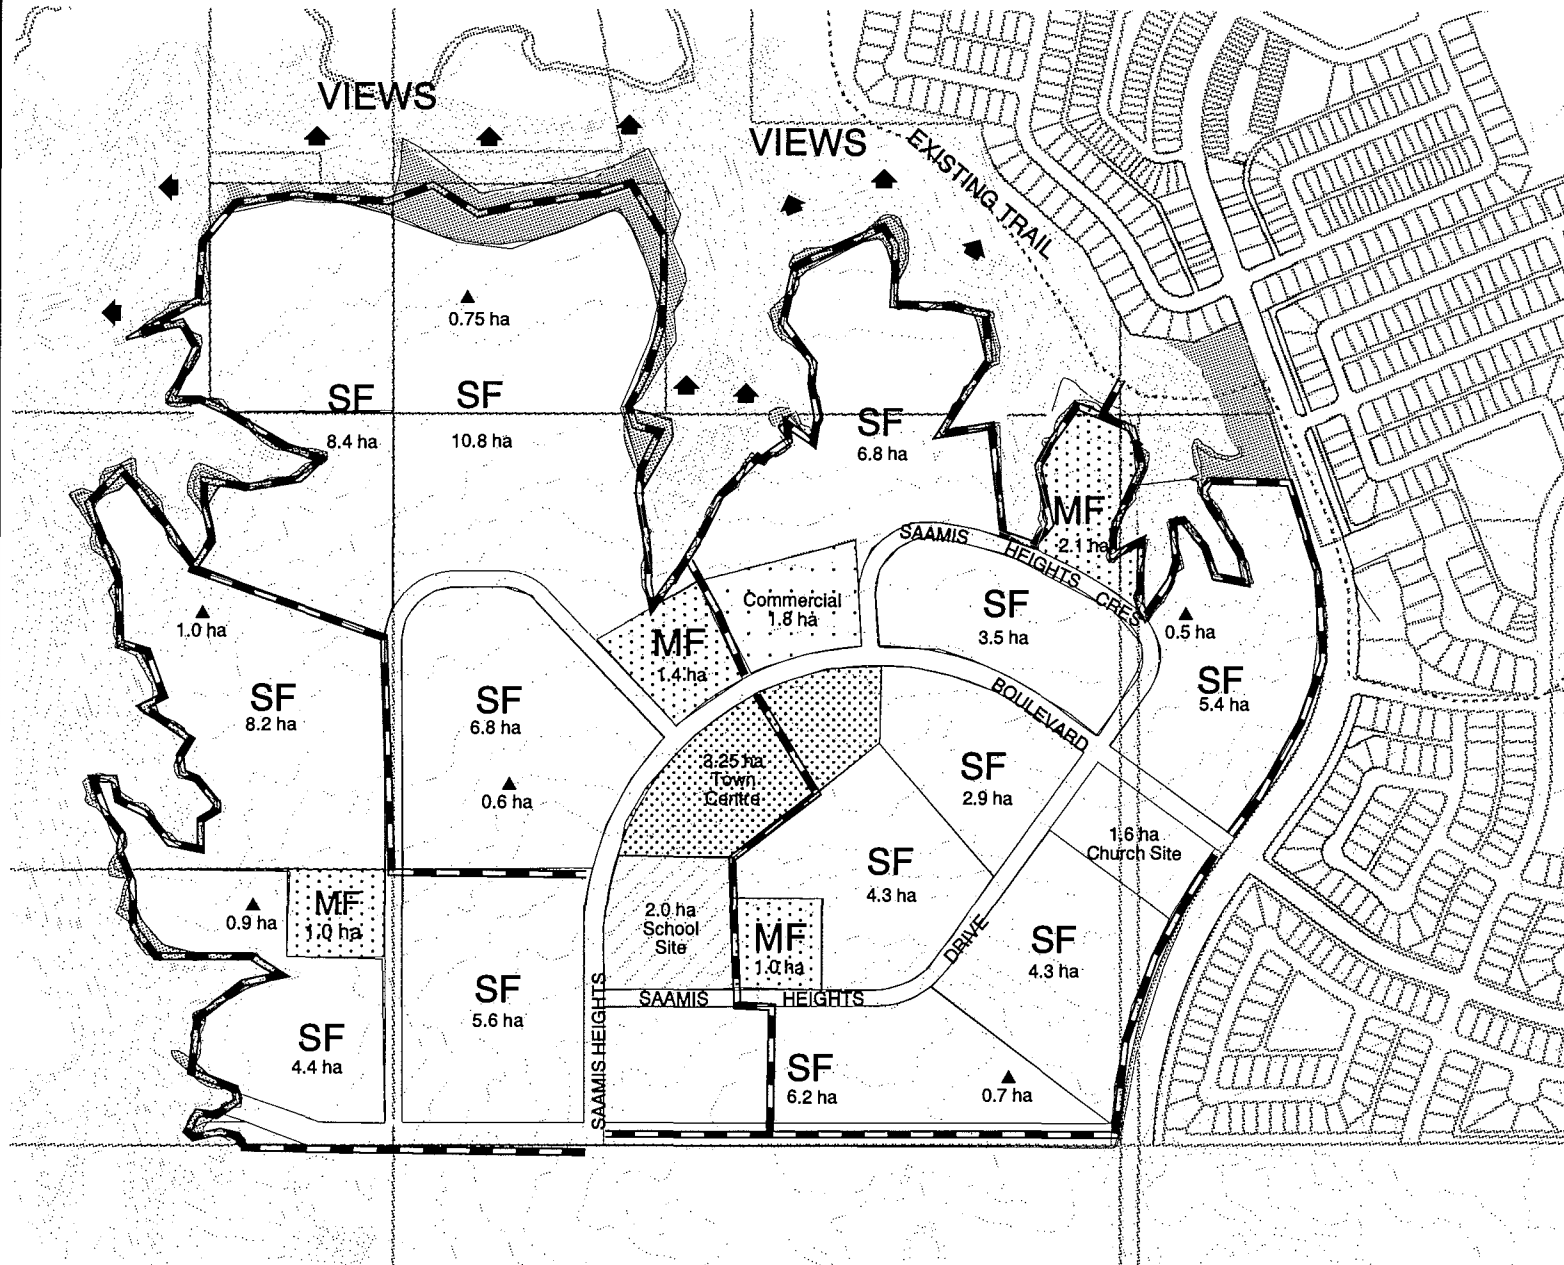 VIEWS
VIEWS
EXISTING TRAIL
0.75 ha
SF
8.4 ha
SF
10.8 ha
SF
6.8 ha
MF
2.1 ha
SAAMIS
HEIGHTS
CRES
Commercial
1.8 ha
SF
3.5 ha
0.5 ha
1.0 ha
MF
1.4 ha
SF
8.2 ha
SF
6.8 ha
SF
5.4 ha
BOULEVARD
3.25 ha
Town
Centre
0.6 ha
SF
2.9 ha
1.6 ha
Church Site
SF
4.3 ha
0.9 ha
MF
1.0 ha
2.0 ha
School
Site
MF
1.0 ha
DRIVE
SF
4.3 ha
SF
5.6 ha
SAAMIS HEIGHTS
SAAMIS
HEIGHTS
SF
4.4 ha
SF
6.2 ha
0.7 ha